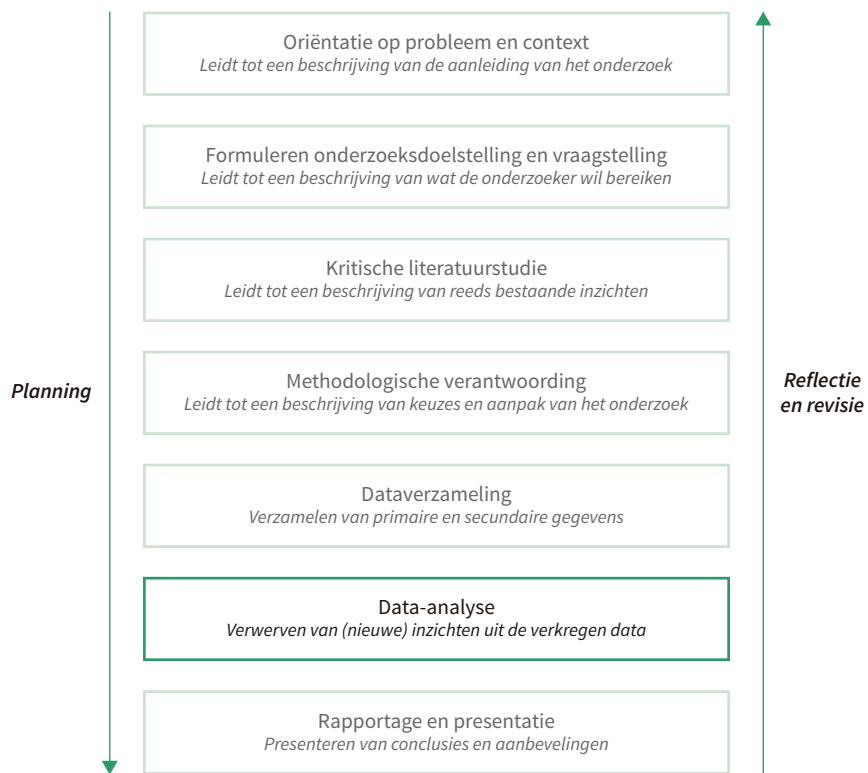 Oriëntatie op probleem en context
Leidt tot een beschrijving van de aanleiding van het onderzoek
Formuleren onderzoeksdoelstelling en vraagstelling
Leidt tot een beschrijving van wat de onderzoeker wil bereiken
Kritische literatuurstudie
Leidt tot een beschrijving van reeds bestaande inzichten
Planning
Methodologische verantwoording
Leidt tot een beschrijving van keuzes en aanpak van het onderzoek
Reflectie
en revisie
Dataverzameling
Verzamelen van primaire en secundaire gegevens
Data-analyse
Verwerven van (nieuwe) inzichten uit de verkregen data
Rapportage en presentatie
Presenteren van conclusies en aanbevelingen